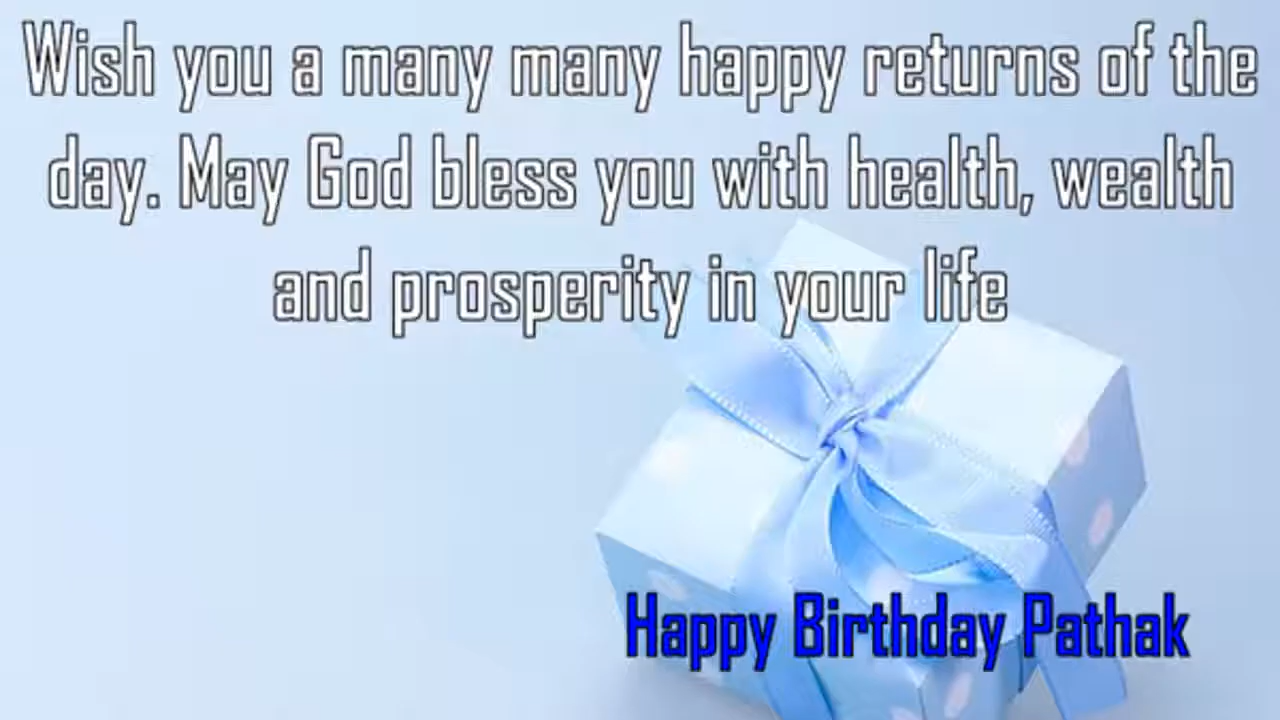 Wish you a many many happy returns of the
day. May God bless you with health, wealth
and prosperity in your life
Happy Birthday Pathak